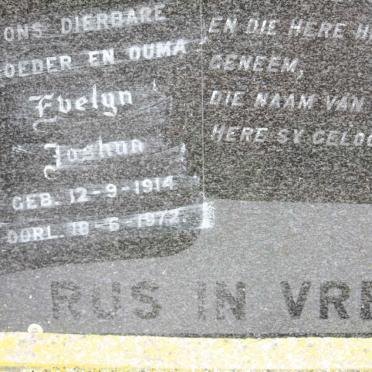 ONS DIERBARE
OEDER EN OUMA
Evelyn
Joshua
GEB. 12-9-1914
OORL. 18-6-1972.
EN DIE HERE H
GENEEM,
DIE NAAM VAN
HERE SY GELOO
RUS IN VRE